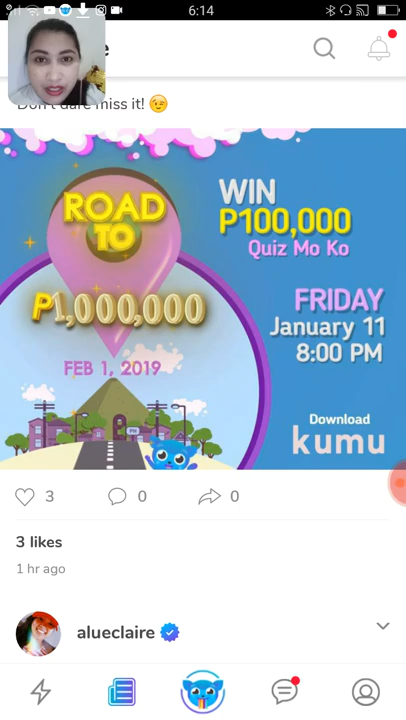 6:14
e
Don't dare miss it! 😉
ROAD
TO
P1,000,000
FEB 1, 2019
WIN
P100,000
Quiz Mo Ko
FRIDAY
January 11
8:00 PM
Download
kumu
PH
3
0
0
3 likes
1 hr ago
alueclaire